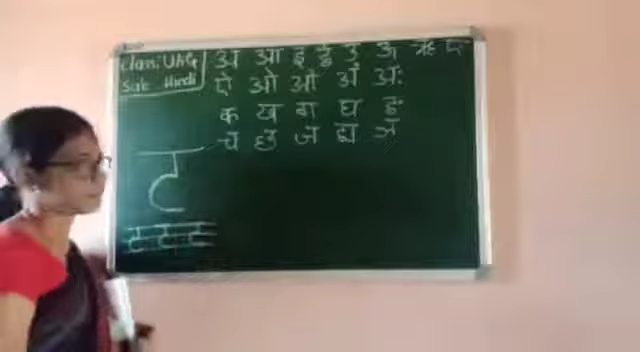 Class: UKG
Sub: Hindi
अ आ इ ई उ ऊ ऋ ए
ऐ ओ औ अं अः
क ख ग घ ङ
च छ ज झ ञ
ट
ट ट ट